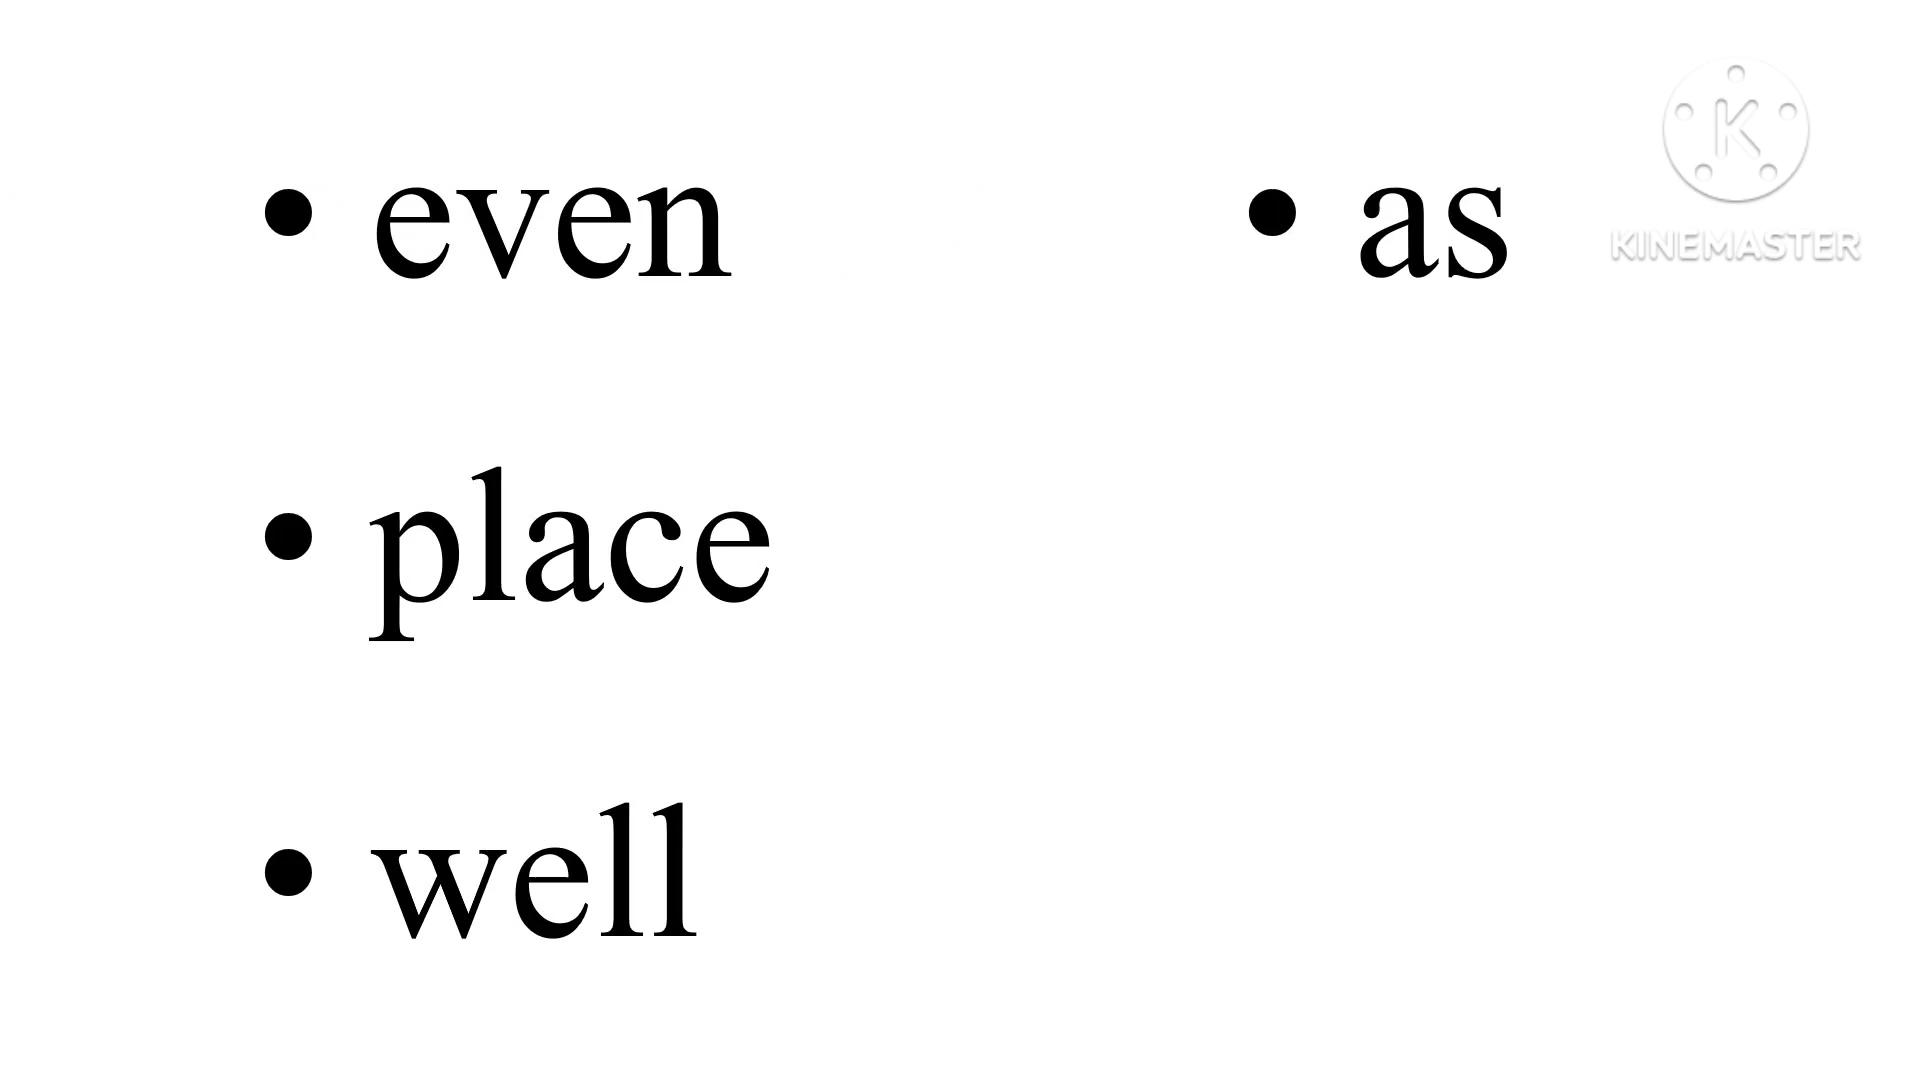 • even
• place
• well
• as
K
KINEMASTER